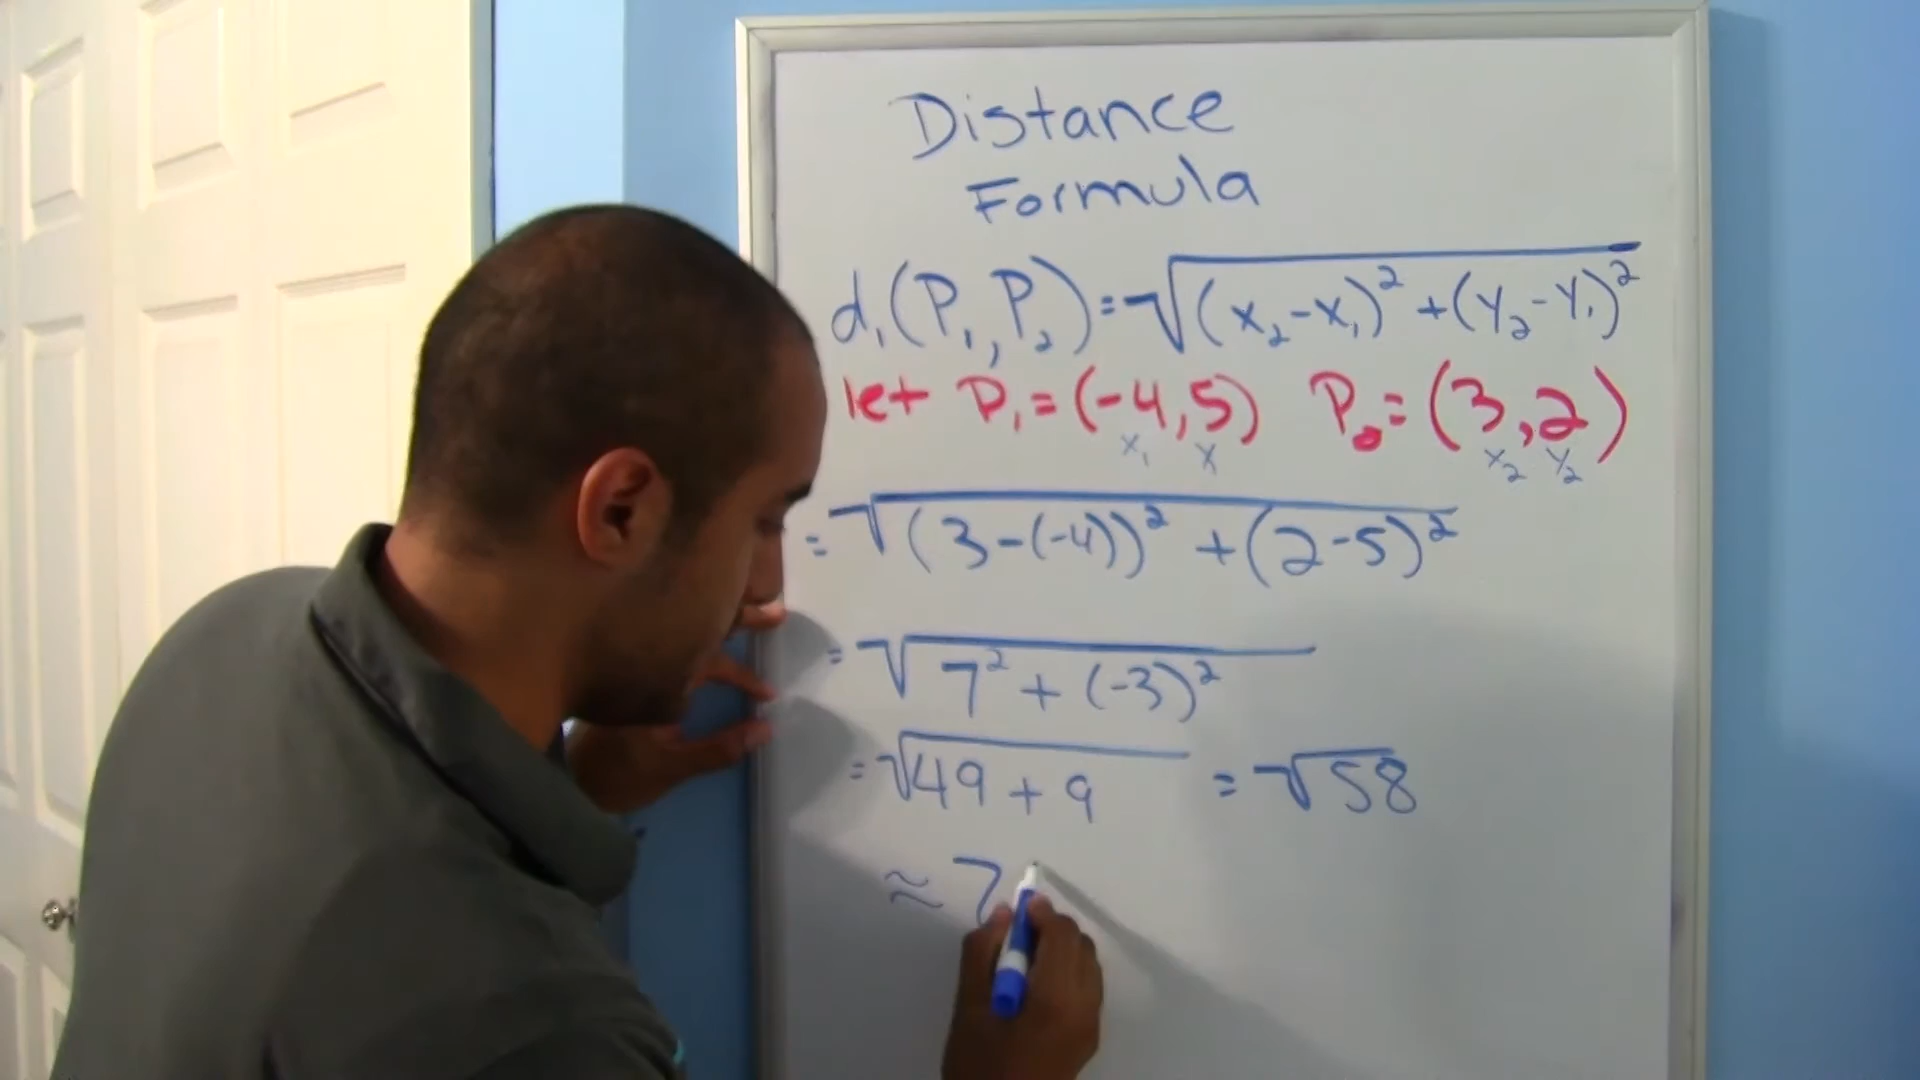 Distance
Formula
d₁(P₁, P₂) = √((x₂-x₁)² + (y₂-y₁)²)
let P₁ = (-4, 5) P₂ = (3, 2)
x₁ y x₂ y₂
= √((3-(-4))² + (2-5)²)
= √(7² + (-3)²)
= √(49 + 9) = √58
≈ 7